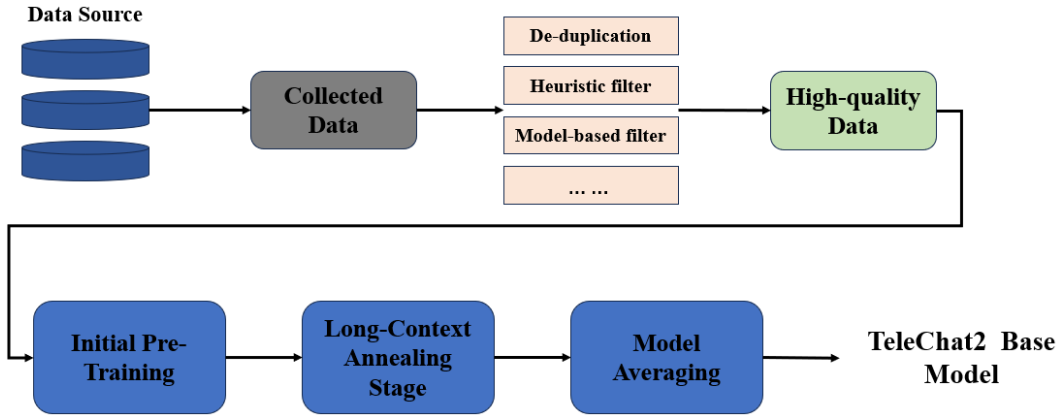 Data Source
De-duplication
Heuristic filter
Model-based filter
... ...
Collected
Data
High-quality
Data
Initial Pre-
Training
Long-Context
Annealing
Stage
Model
Averaging
TeleChat2 Base
Model